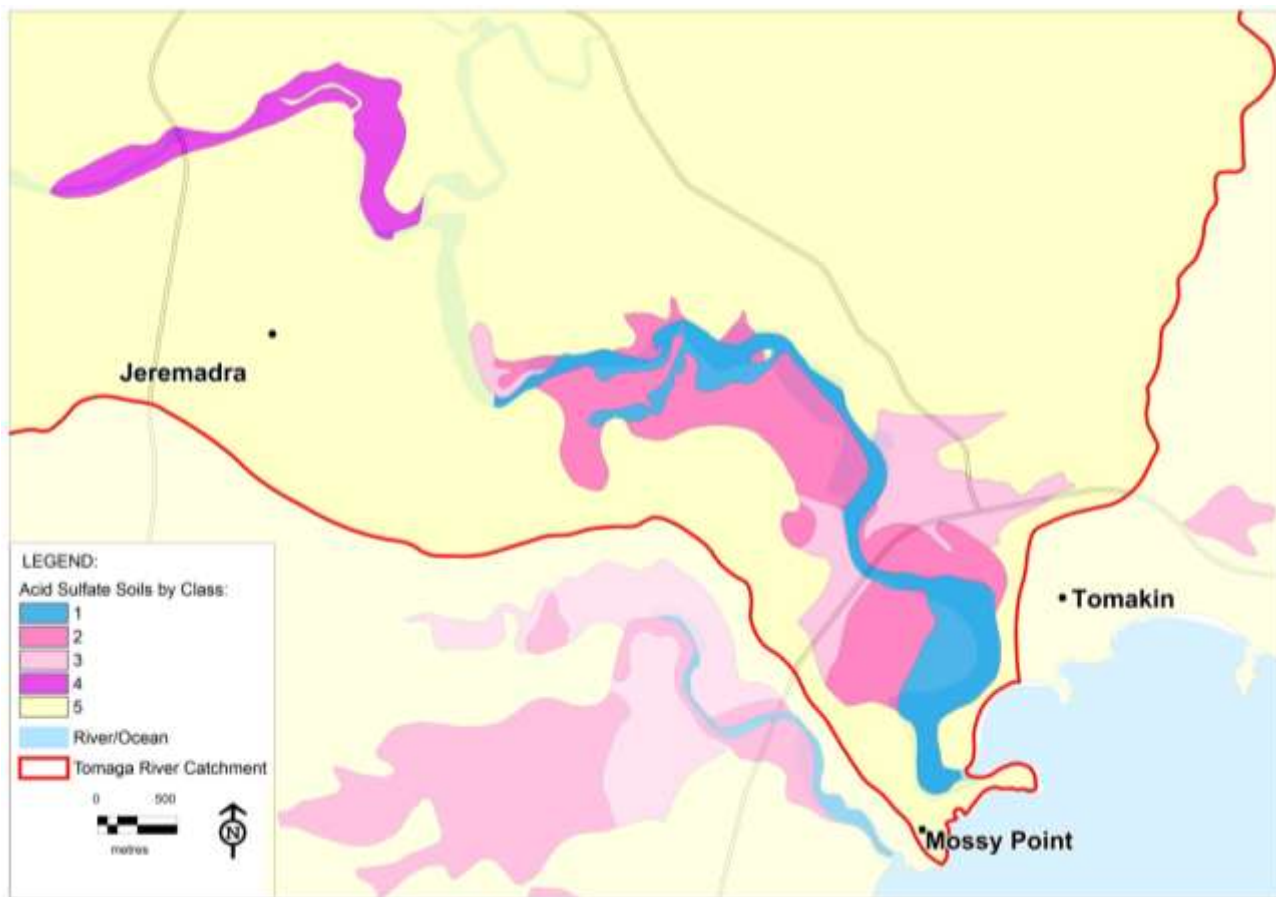 Jeremadra
Tomakin
Mossy Point
LEGEND:
Acid Sulfate Soils by Class:
1
2
3
4
5
River/Ocean
Tomaga River Catchment
0 500
metres
N